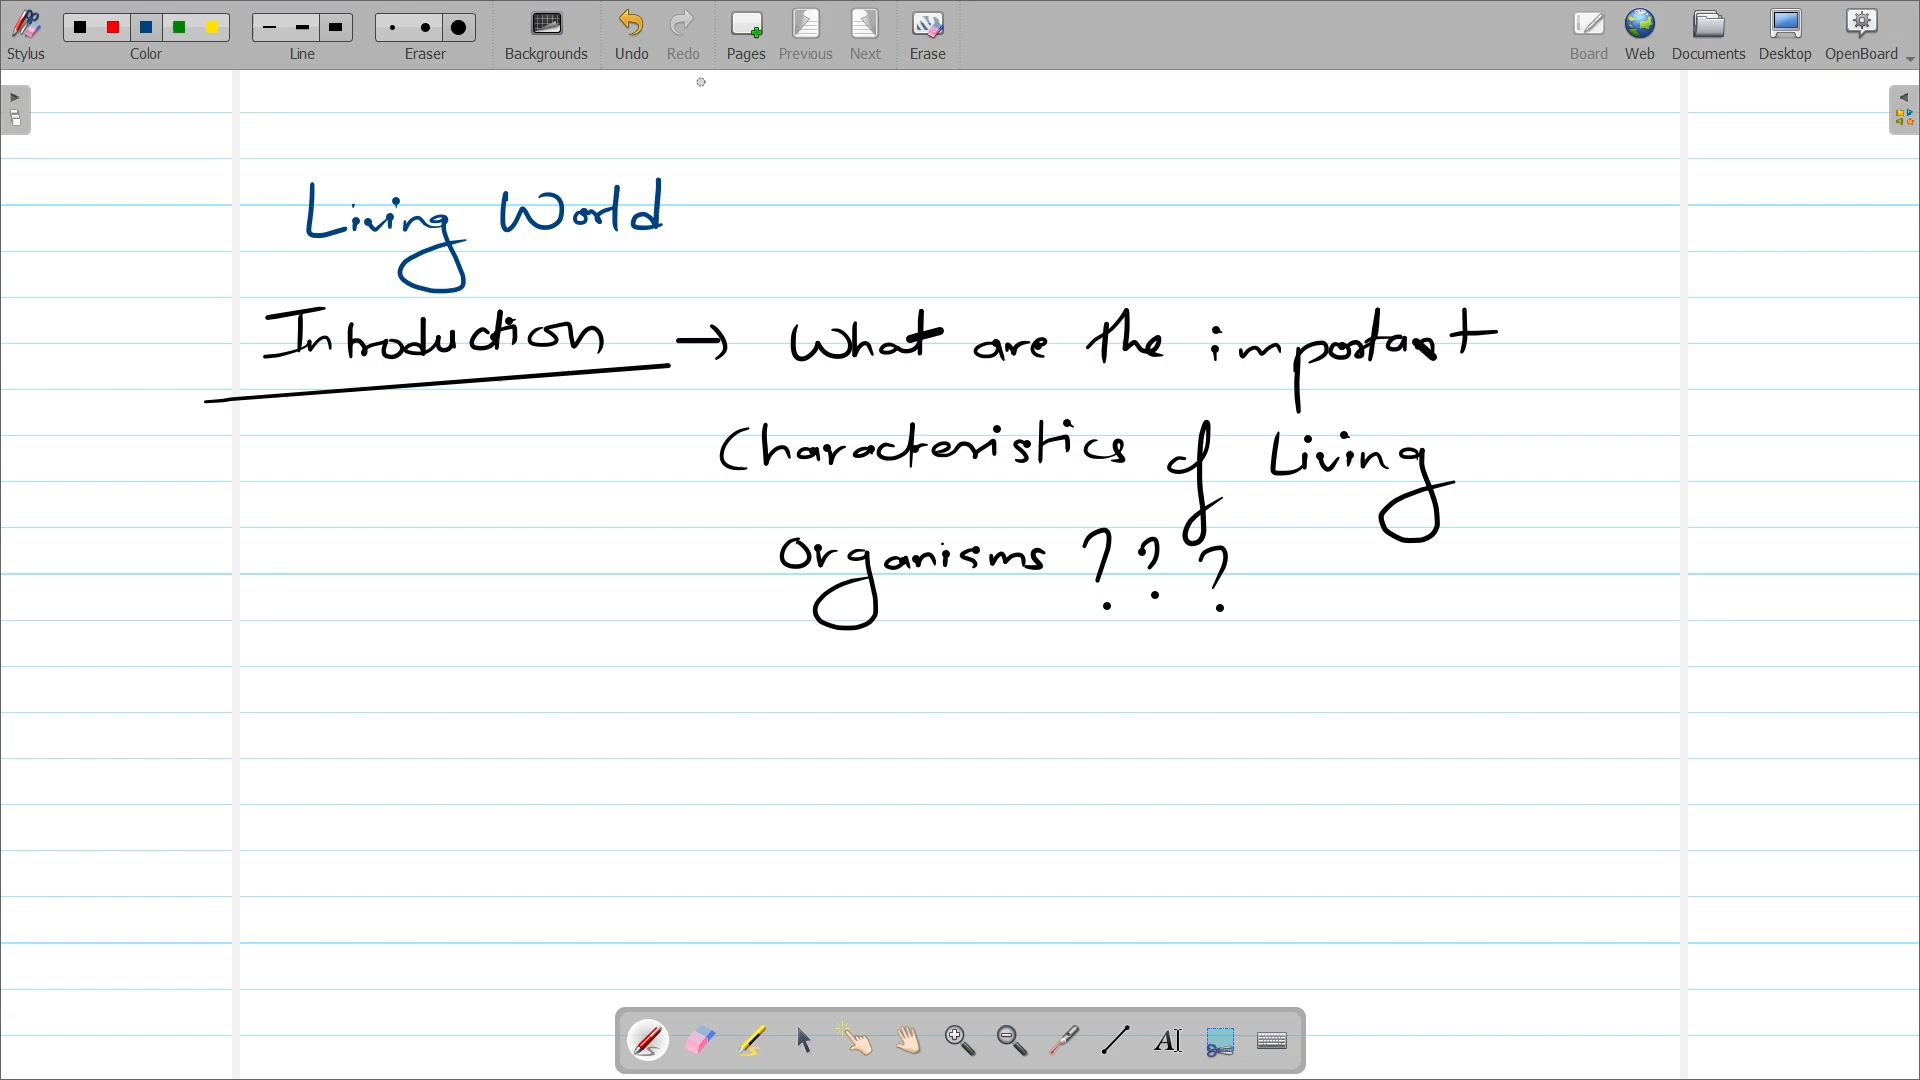 Stylus Color Line Eraser Backgrounds Undo Redo Pages Previous Next Erase Board Web Documents Desktop OpenBoard
Living World
Introduction → What are the important
Characteristics of Living
Organisms ???